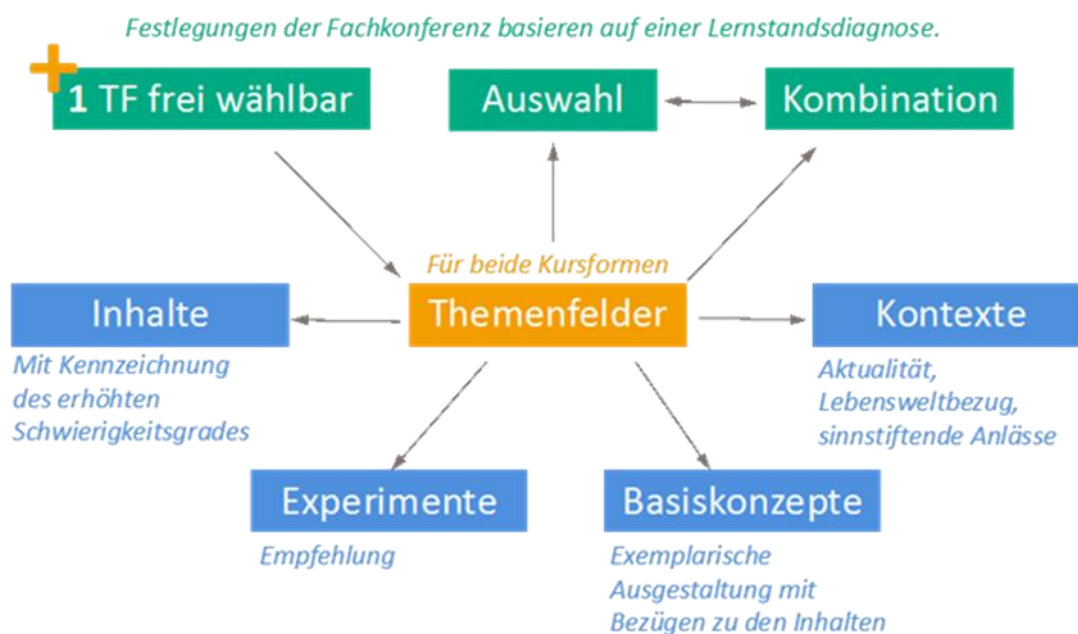 Festlegungen der Fachkonferenz basieren auf einer Lernstandsdiagnose.
1 TF frei wählbar
Auswahl
Kombination
Für beide Kursformen
Themenfelder
Inhalte
Mit Kennzeichnung
des erhöhten
Schwierigkeitsgrades
Kontexte
Aktualität,
Lebensweltbezug,
sinnstiftende Anlässe
Experimente
Empfehlung
Basiskonzepte
Exemplarische
Ausgestaltung mit
Bezügen zu den Inhalten